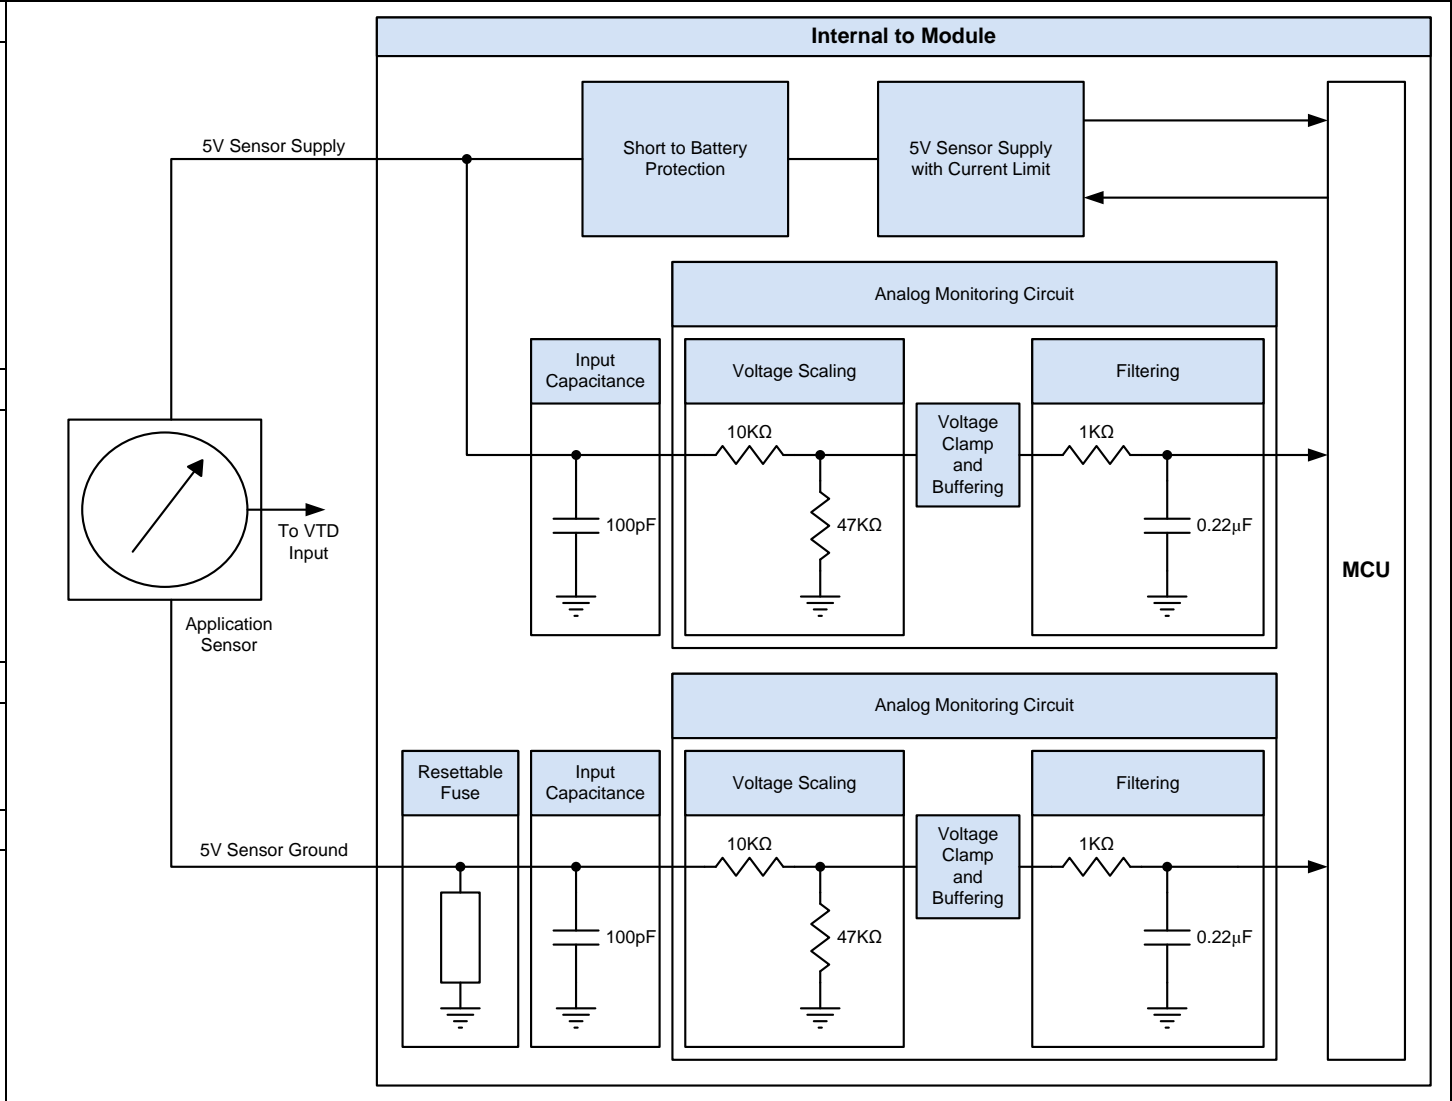 Internal to Module
5V Sensor Supply
Short to Battery
Protection
5V Sensor Supply
with Current Limit
Analog Monitoring Circuit
Input
Capacitance
Voltage Scaling
Filtering
10KΩ
Voltage
Clamp
and
Buffering
1KΩ
100pF
47KΩ
0.22μF
To VTD
Input
MCU
Application
Sensor
Analog Monitoring Circuit
Resettable
Fuse
Input
Capacitance
Voltage Scaling
Filtering
5V Sensor Ground
10KΩ
Voltage
Clamp
and
Buffering
1KΩ
100pF
47KΩ
0.22μF